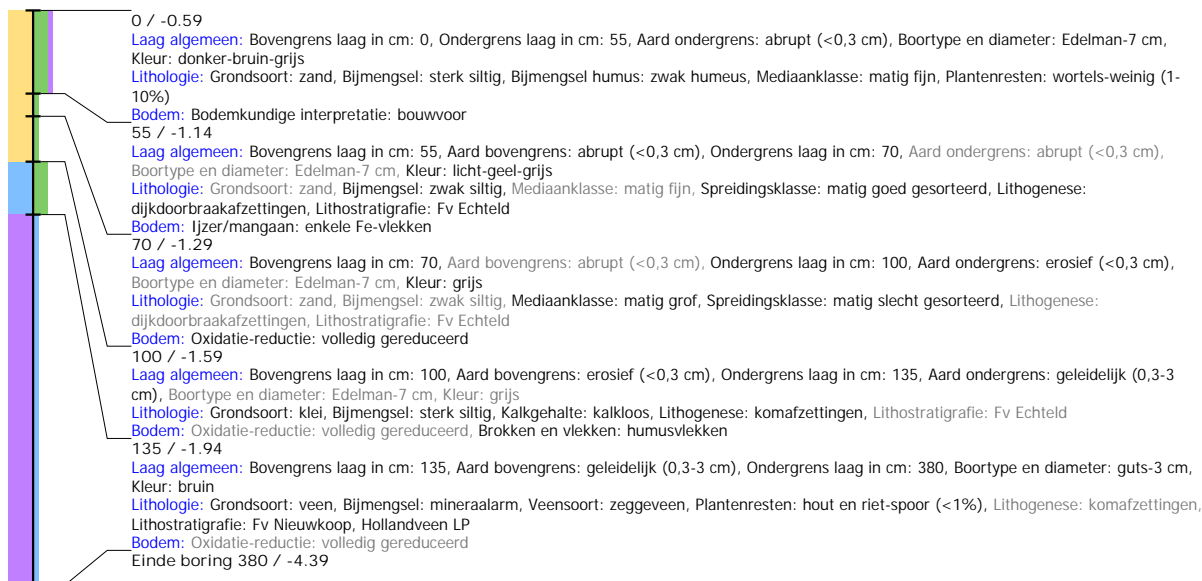 0 / -0.59
Laag algemeen: Bovengrens laag in cm: 0, Ondergrens laag in cm: 55, Aard ondergrens: abrupt (<0,3 cm), Boortype en diameter: Edelman-7 cm,
Kleur: donker-bruin-grijs
Lithologie: Grondsoort: zand, Bijmengsel: sterk siltig, Bijmengsel humus: zwak humeus, Mediaanklasse: matig fijn, Plantenresten: wortels-weinig (1-
10%)
Bodem: Bodemkundige interpretatie: bouwvoor
55 / -1.14
Laag algemeen: Bovengrens laag in cm: 55, Aard bovengrens: abrupt (<0,3 cm), Ondergrens laag in cm: 70, Aard ondergrens: abrupt (<0,3 cm),
Boortype en diameter: Edelman-7 cm, Kleur: licht-geel-grijs
Lithologie: Grondsoort: zand, Bijmengsel: zwak siltig, Mediaanklasse: matig fijn, Spreidingsklasse: matig goed gesorteerd, Lithogenese:
dijkdoorbraakafzettingen, Lithostratigrafie: Fv Echteld
Bodem: Ijzer/mangaan: enkele Fe-vlekken
70 / -1.29
Laag algemeen: Bovengrens laag in cm: 70, Aard bovengrens: abrupt (<0,3 cm), Ondergrens laag in cm: 100, Aard ondergrens: erosief (<0,3 cm),
Boortype en diameter: Edelman-7 cm, Kleur: grijs
Lithologie: Grondsoort: zand, Bijmengsel: zwak siltig, Mediaanklasse: matig grof, Spreidingsklasse: matig slecht gesorteerd, Lithogenese:
dijkdoorbraakafzettingen, Lithostratigrafie: Fv Echteld
Bodem: Oxidatie-reductie: volledig gereduceerd
100 / -1.59
Laag algemeen: Bovengrens laag in cm: 100, Aard bovengrens: erosief (<0,3 cm), Ondergrens laag in cm: 135, Aard ondergrens: geleidelijk (0,3-3
cm), Boortype en diameter: Edelman-7 cm, Kleur: grijs
Lithologie: Grondsoort: klei, Bijmengsel: sterk siltig, Kalkgehalte: kalkloos, Lithogenese: komafzettingen, Lithostratigrafie: Fv Echteld
Bodem: Oxidatie-reductie: volledig gereduceerd, Brokken en vlekken: humusvlekken
135 / -1.94
Laag algemeen: Bovengrens laag in cm: 135, Aard bovengrens: geleidelijk (0,3-3 cm), Ondergrens laag in cm: 380, Boortype en diameter: guts-3 cm,
Kleur: bruin
Lithologie: Grondsoort: veen, Bijmengsel: mineraalarm, Veensoort: zeggeveen, Plantenresten: hout en riet-spoor (<1%), Lithogenese: komafzettingen,
Lithostratigrafie: Fv Nieuwkoop, Hollandveen LP
Bodem: Oxidatie-reductie: volledig gereduceerd
Einde boring 380 / -4.39